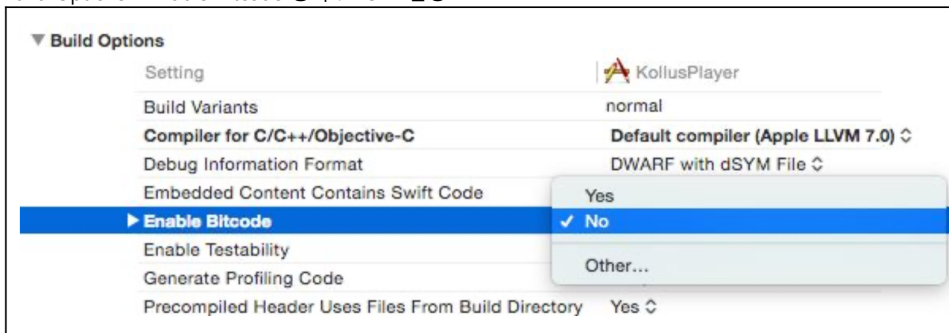 Build Options
Setting KollusPlayer
Build Variants normal
Compiler for C/C++/Objective-C Default compiler (Apple LLVM 7.0)
Debug Information Format DWARF with dSYM File
Embedded Content Contains Swift Code Yes
Enable Bitcode ✓ No
Enable Testability
Other...
Generate Profiling Code
Precompiled Header Uses Files From Build Directory Yes